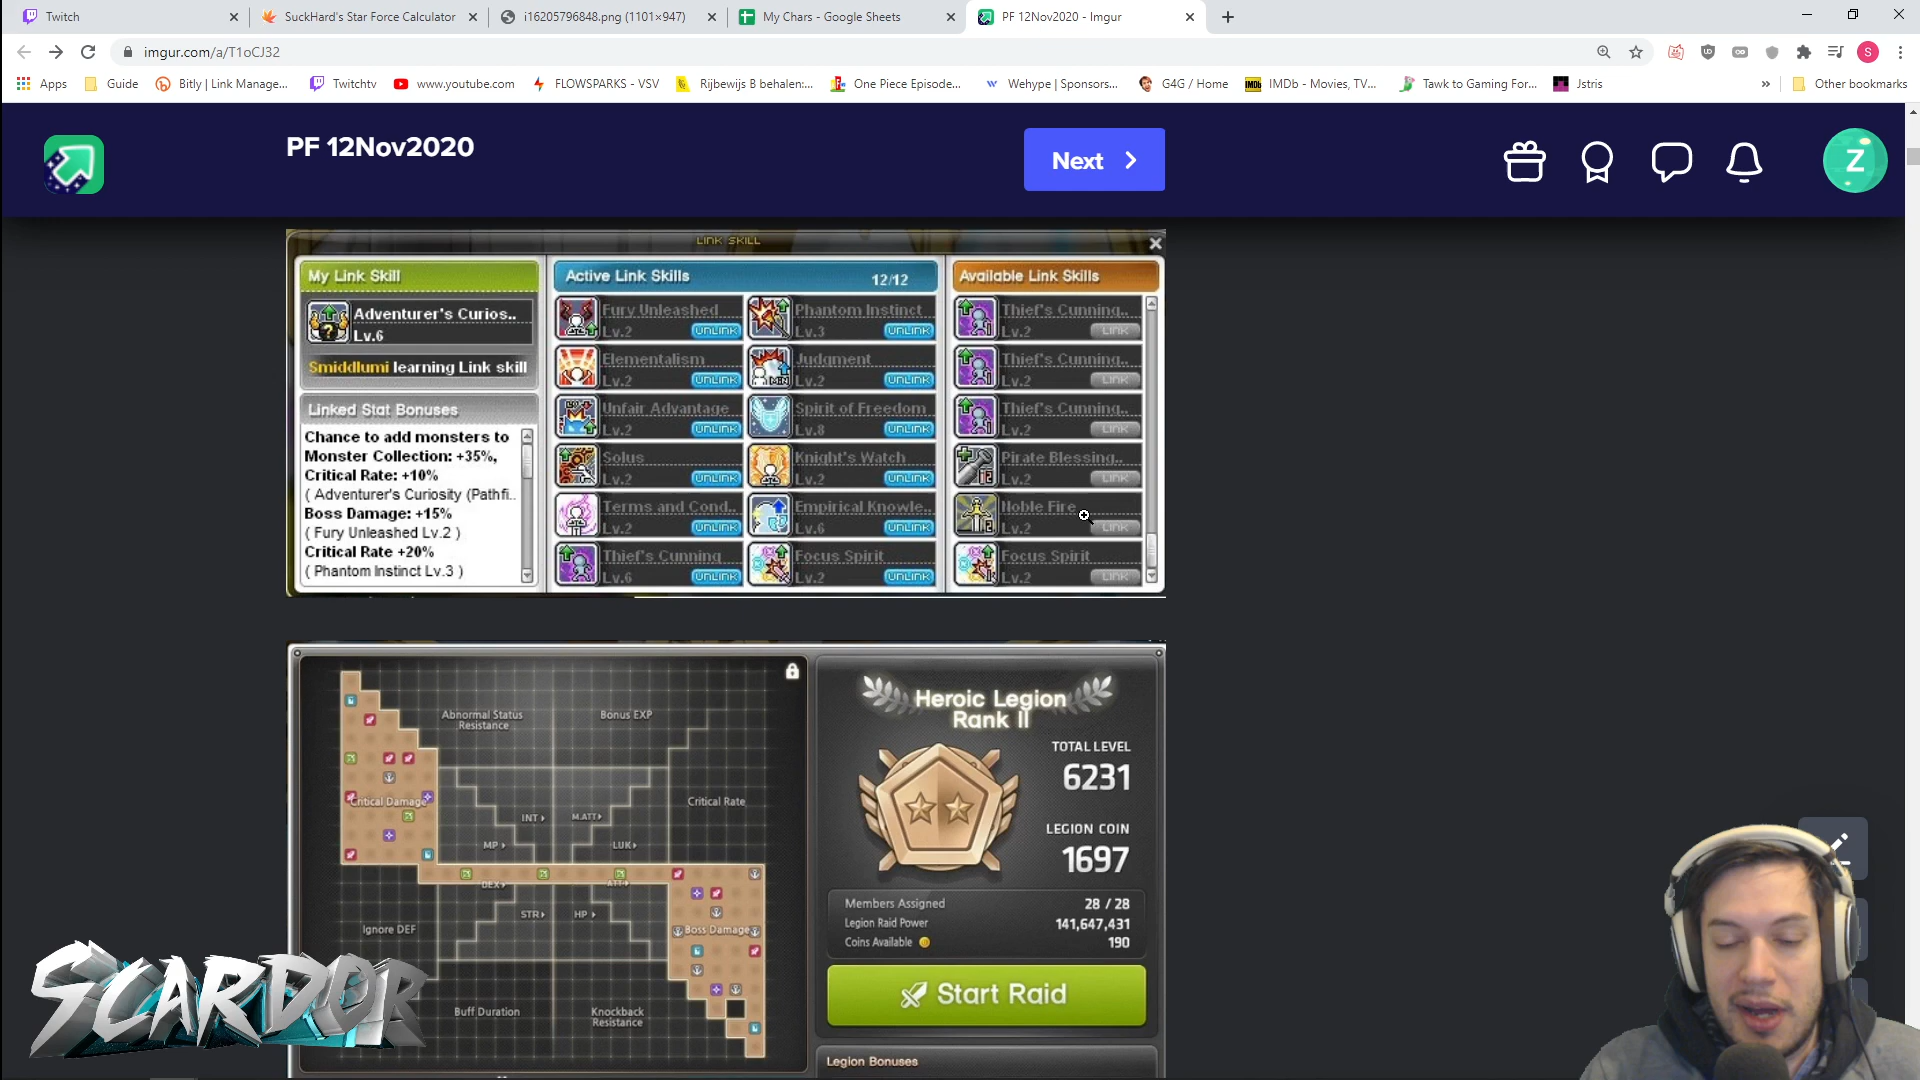 Twitch
SuckHard's Star Force Calculator
i16205796848.png (1101×947)
My Chars - Google Sheets
PF 12Nov2020 - Imgur
imgur.com/a/T1oCJ32
S
Apps
Guide
Bitly | Link Manage...
Twitchtv
www.youtube.com
FLOWSPARKS - VSV
Rijbewijs B behalen:...
One Piece Episode...
Wehype | Sponsors...
G4G / Home
IMDb - Movies, TV...
Tawk to Gaming For...
Jstris
»
Other bookmarks
PF 12Nov2020
Next
Z
LINK SKILL
My Link Skill
Adventurer's Curios..
Lv.6
Smiddlumi learning Link skill
Linked Stat Bonuses
Chance to add monsters to
Monster Collection: +35%,
Critical Rate: +10%
( Adventurer's Curiosity (Pathfi..
Boss Damage: +15%
( Fury Unleashed Lv.2 )
Critical Rate +20%
( Phantom Instinct Lv.3 )
Active Link Skills 12/12
Fury Unleashed
Lv.2 UNLINK
Phantom Instinct
Lv.3 UNLINK
Elementalism
Lv.2 UNLINK
Judgment
Lv.2 UNLINK
Unfair Advantage
Lv.2 UNLINK
Spirit of Freedom
Lv.8 UNLINK
Solus
Lv.2 UNLINK
Knight's Watch
Lv.2 UNLINK
Terms and Cond..
Lv.2 UNLINK
Empirical Knowle..
Lv.6 UNLINK
Thief's Cunning
Lv.6 UNLINK
Focus Spirit
Lv.2 UNLINK
Available Link Skills
Thief's Cunning..
Lv.2 LINK
Thief's Cunning..
Lv.2 LINK
Thief's Cunning..
Lv.2 LINK
Pirate Blessing..
Lv.2 LINK
Noble Fire
Lv.2 LINK
Focus Spirit
Lv.2 LINK
Abnormal Status
Resistance
Bonus EXP
Critical Damage
Critical Rate
INT
M.ATT
MP
LUK
DEX
ATT
STR
HP
Ignore DEF
Boss Damage
Buff Duration
Knockback
Resistance
Heroic Legion
Rank II
TOTAL LEVEL
6231
LEGION COIN
1697
Members Assigned 28 / 28
Legion Raid Power 141,647,431
Coins Available 190
Start Raid
Legion Bonuses
SCARDOR